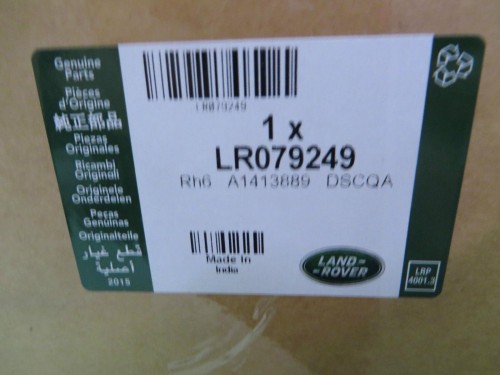 Genuine
Parts
Pièces
d'Origine
純正部品
Piezas
Originales
Ricambi
Originali
Originele
Onderdelen
Peças
Genuinas
Originalteile
قطع غيار
أصلية
2015
LR079249
1 x
LR079249
Rh6 A1413889 DSCQA
Made In
India
LAND-
-ROVER
LRP
4001.3